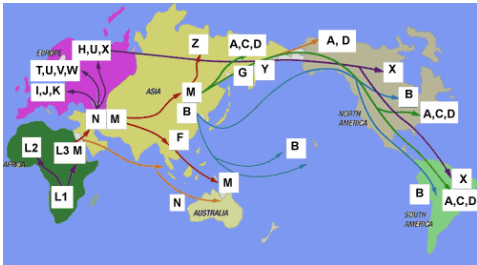 Z
A,C,D
A, D
EUROPE
H,U,X
G
Y
T,U,V,W
X
I,J,K
ASIA
M
B
B
N
M
NORTH
AMERICA
A,C,D
F
L2
L3 M
B
AFRICA
M
X
L1
N
B
A,C,D
AUSTRALIA
SOUTH
AMERICA